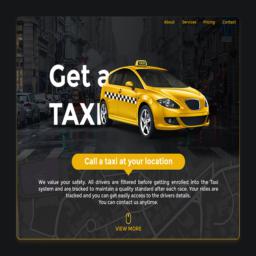 About Services Pricing Contact
TAXI
Get a
TAXI
Call a taxi at your location
We value your safety. All drivers are filtered before getting enrolled into the Taxi
system and are tracked to maintain a quality standard after each race. Your rides are
tracked and you can get easily access to the drivers details.
You can contact us anytime.
VIEW MORE